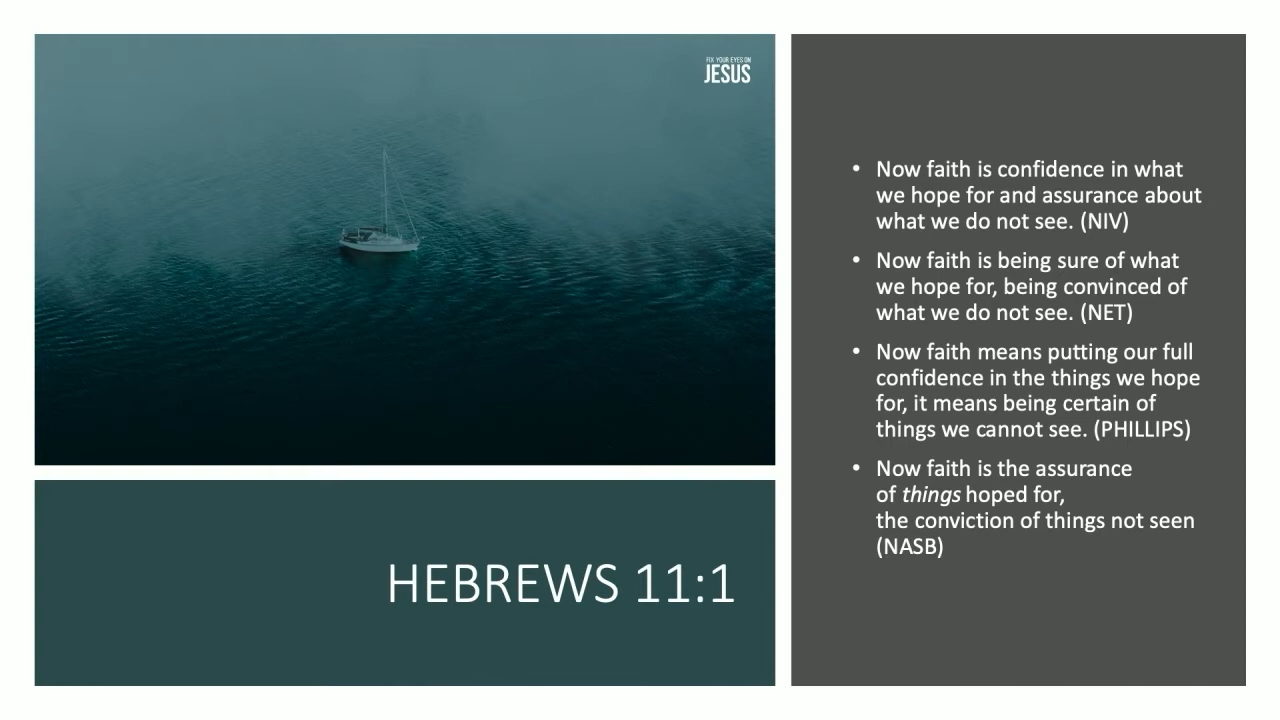 FIX YOUR EYES ON
JESUS
HEBREWS 11:1
• Now faith is confidence in what
we hope for and assurance about
what we do not see. (NIV)
• Now faith is being sure of what
we hope for, being convinced of
what we do not see. (NET)
• Now faith means putting our full
confidence in the things we hope
for, it means being certain of
things we cannot see. (PHILLIPS)
• Now faith is the assurance
of things hoped for,
the conviction of things not seen
(NASB)